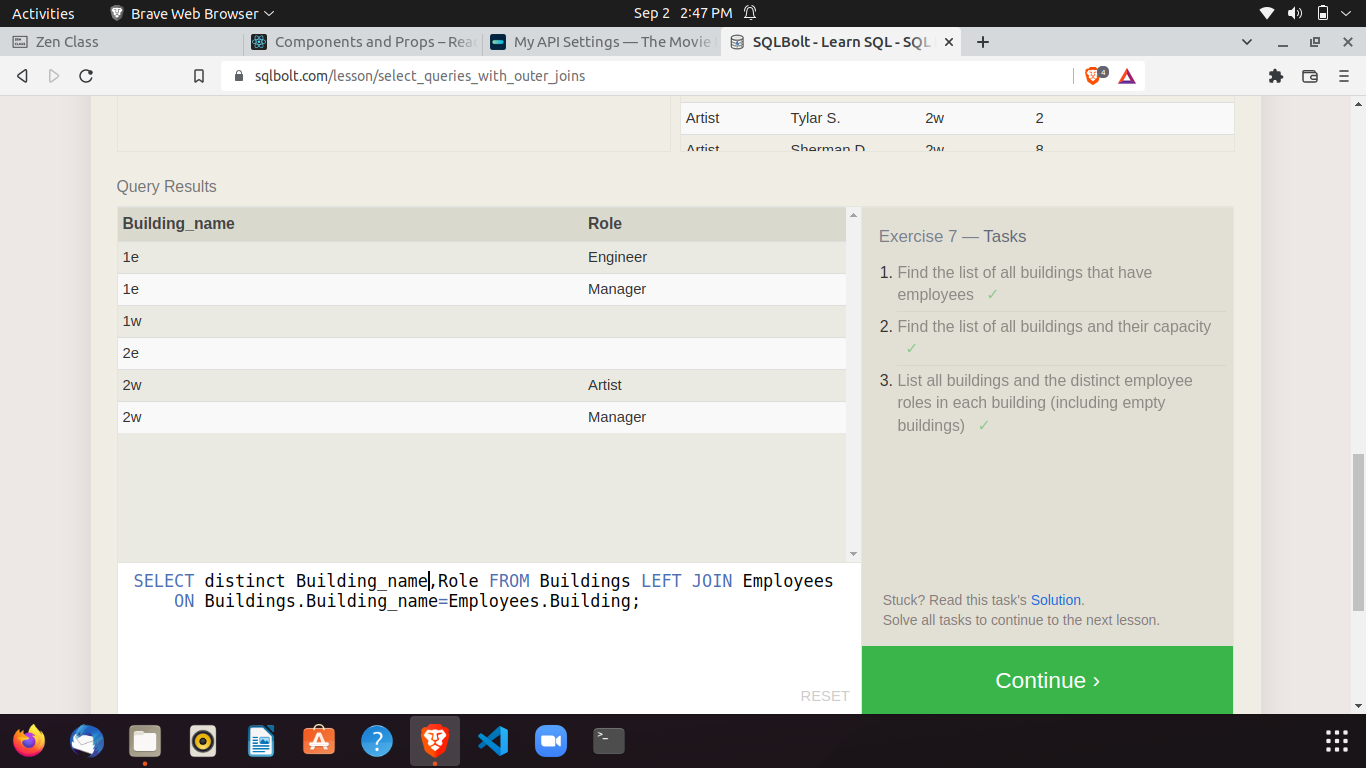 Activities Brave Web Browser Sep 2 2:47 PM
Zen Class Components and Props – Rea My API Settings — The Movie SQLBolt - Learn SQL - SQL
sqlbolt.com/lesson/select_queries_with_outer_joins 4
Artist Tylar S. 2w 2
Artist Sherman D. 2w 8
Query Results
Building_name Role
1e Engineer
1e Manager
1w
2e
2w Artist
2w Manager
Exercise 7 — Tasks
1. Find the list of all buildings that have
employees ✓
2. Find the list of all buildings and their capacity
✓
3. List all buildings and the distinct employee
roles in each building (including empty
buildings) ✓
SELECT distinct Building_name,Role FROM Buildings LEFT JOIN Employees
ON Buildings.Building_name=Employees.Building;
RESET
Stuck? Read this task's Solution.
Solve all tasks to continue to the next lesson.
Continue ›